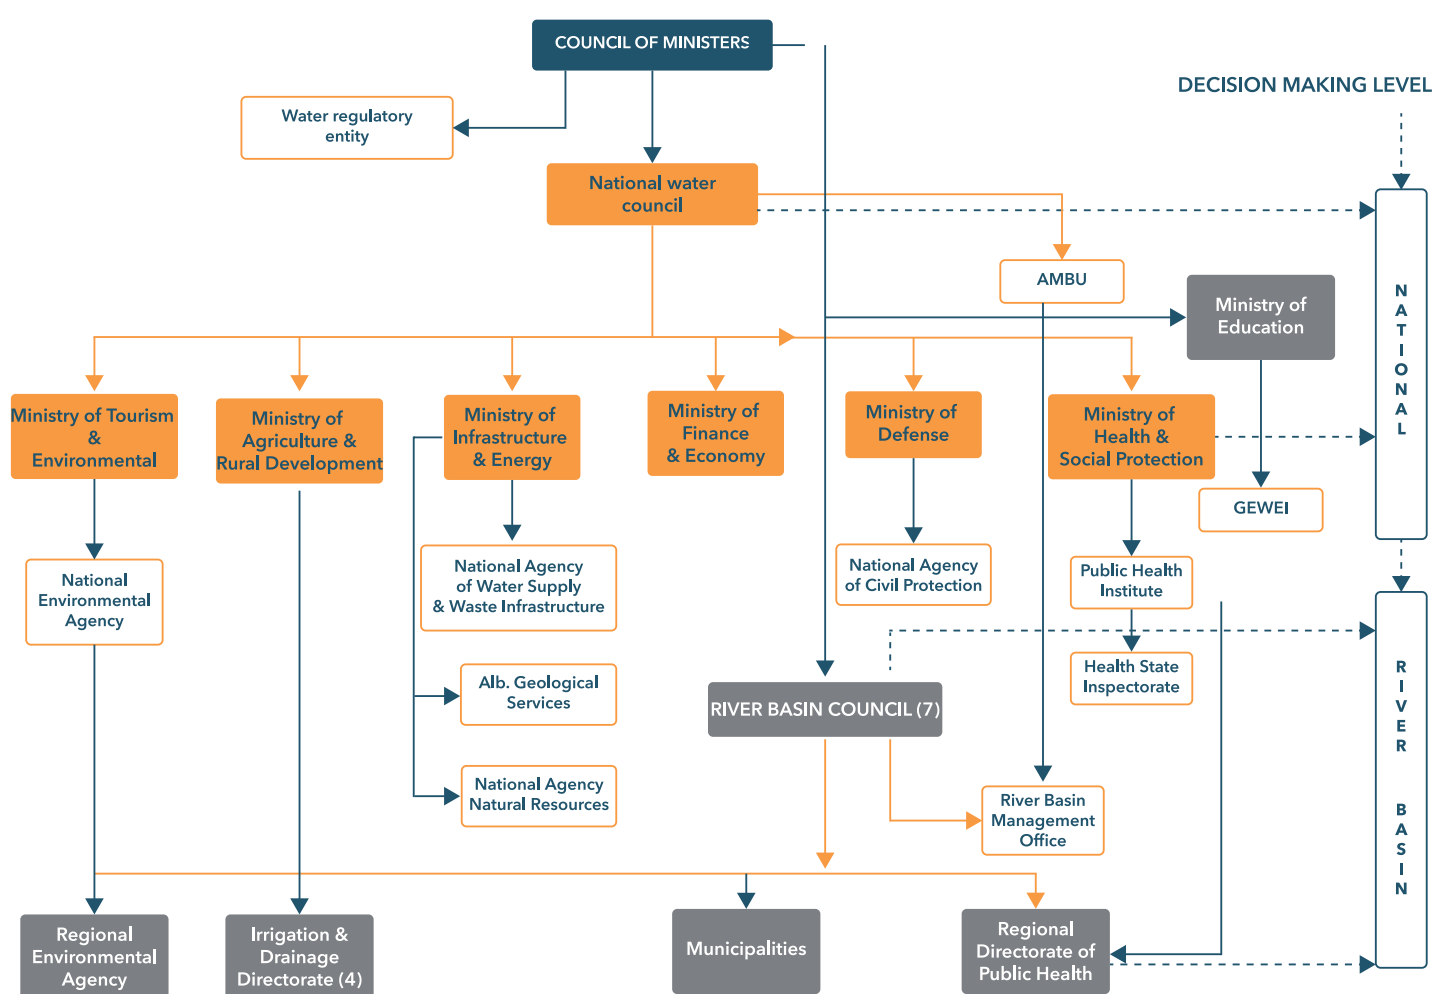 COUNCIL OF MINISTERS
DECISION MAKING LEVEL
Water regulatory
entity
National water
council
AMBU
Ministry of
Education
NATIONAL
Ministry of Tourism
&
Environmental
Ministry of
Agriculture &
Rural Development
Ministry of
Infrastructure
& Energy
Ministry of
Finance
& Economy
Ministry of
Defense
Ministry of
Health &
Social Protection
GEWEI
National
Environmental
Agency
National Agency
of Water Supply
& Waste Infrastructure
National Agency
of Civil Protection
Public Health
Institute
Alb. Geological
Services
Health State
Inspectorate
RIVER BASIN COUNCIL (7)
RIVER BASIN
National Agency
Natural Resources
River Basin
Management
Office
Regional
Environmental
Agency
Irrigation &
Drainage
Directorate (4)
Municipalities
Regional
Directorate of
Public Health